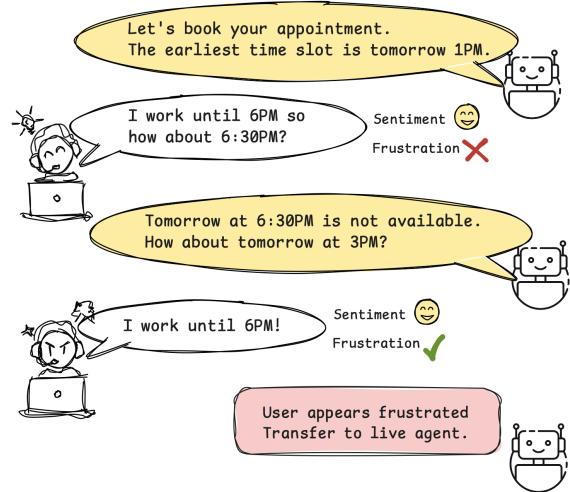 Let's book your appointment.
The earliest time slot is tomorrow 1PM.
I work until 6PM so
how about 6:30PM?
Sentiment
Frustration
Tomorrow at 6:30PM is not available.
How about tomorrow at 3PM?
I work until 6PM!
Sentiment
Frustration
User appears frustrated
Transfer to live agent.